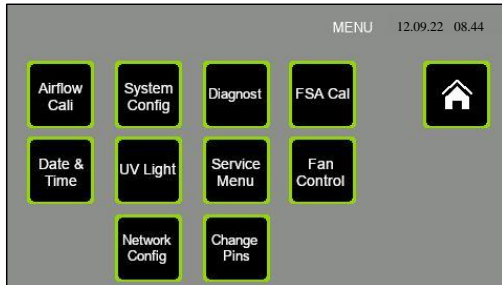 MENU 12.09.22 08.44
Airflow
Cali
System
Config
Diagnost
FSA Cal
Date &
Time
UV Light
Service
Menu
Fan
Control
Network
Config
Change
Pins